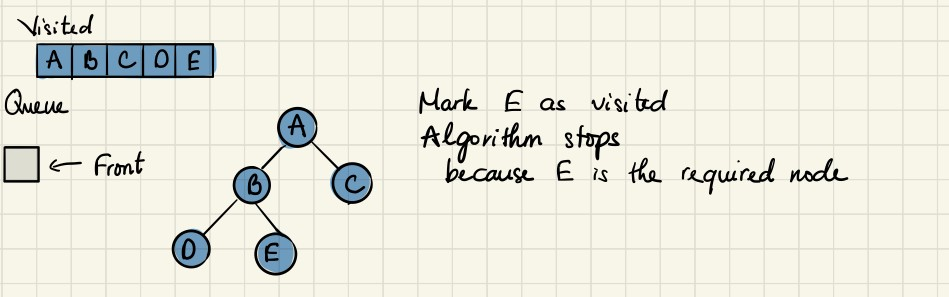 Visited
A B C D E
Queue
← Front
A
B C
D E
Mark E as visited
Algorithm stops
because E is the required node